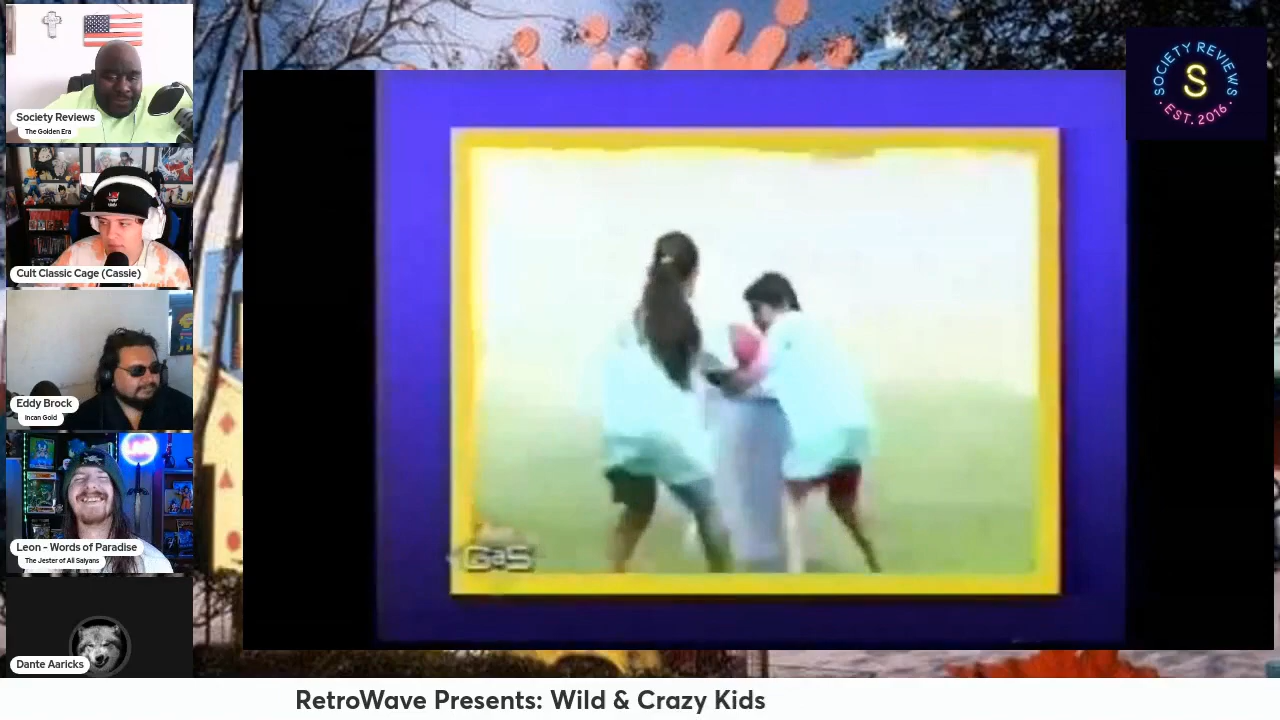 Society Reviews
The Golden Era
Cult Classic Cage (Cassie)
Eddy Brock
Incan Gold
Leon - Words of Paradise
The Jester of All Saiyans
Dante Aaricks
GaS
SOCIETY REVIEWS
S
· EST. 2016 ·
RetroWave Presents: Wild & Crazy Kids